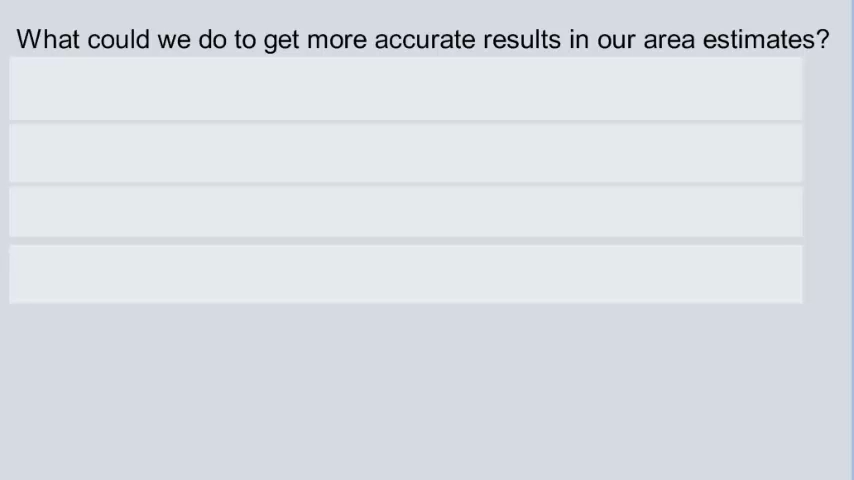 What could we do to get more accurate results in our area estimates?